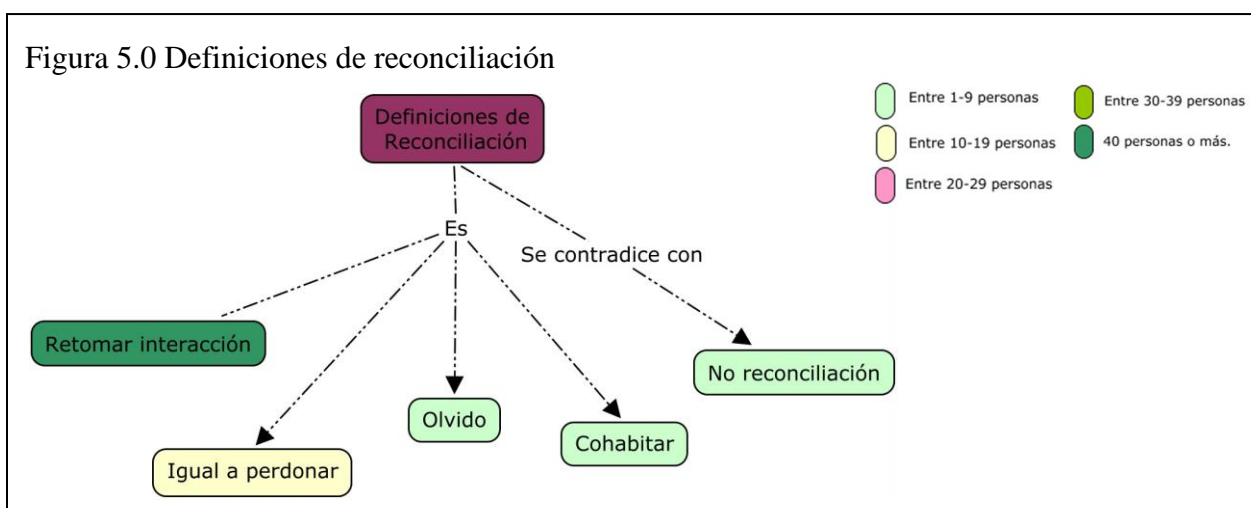 Figura 5.0 Definiciones de reconciliación
Definiciones de
Reconciliación
Entre 1-9 personas
Entre 30-39 personas
Entre 10-19 personas
40 personas o más.
Entre 20-29 personas
Es
Se contradice con
Retomar interacción
No reconciliación
Olvido
Cohabitar
Igual a perdonar